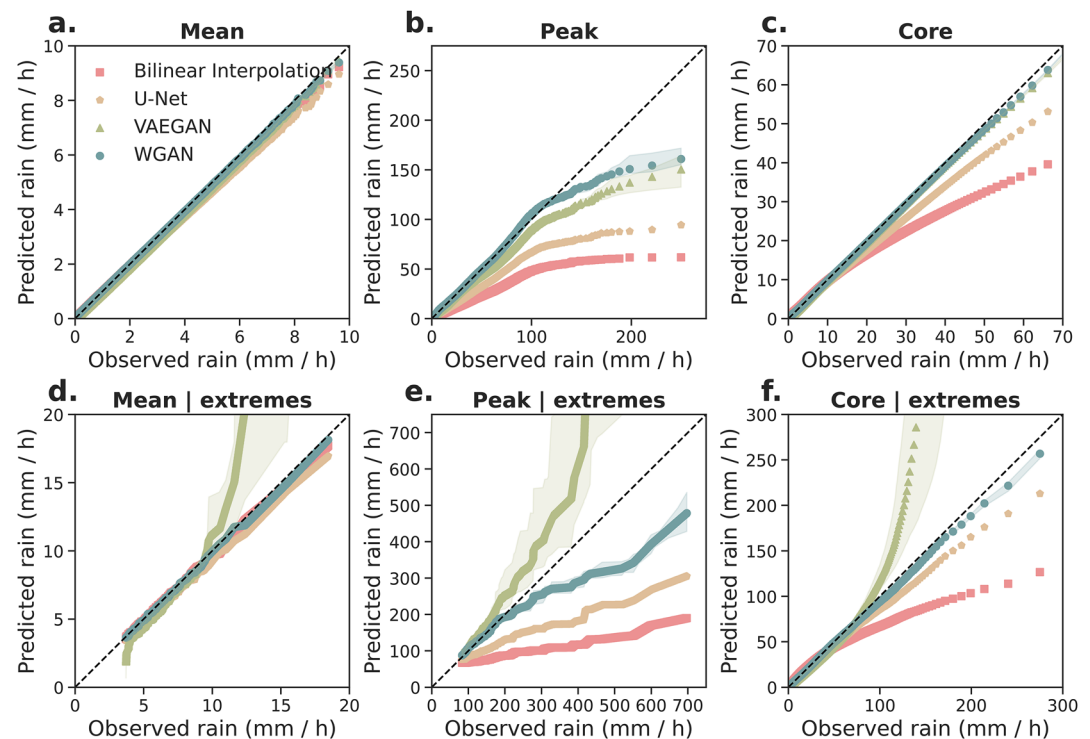 a.
Mean
Predicted rain (mm / h)
10
8
6
4
2
0
Bilinear Interpolation
U-Net
VAEGAN
WGAN
0 2 4 6 8 10
Observed rain (mm / h)
b.
Peak
Predicted rain (mm / h)
250
200
150
100
50
0
0 100 200
Observed rain (mm / h)
c.
Core
Predicted rain (mm / h)
70
60
50
40
30
20
10
0
0 10 20 30 40 50 60 70
Observed rain (mm / h)
d.
Mean | extremes
Predicted rain (mm / h)
20
15
10
5
0
0 5 10 15 20
Observed rain (mm / h)
e.
Peak | extremes
Predicted rain (mm / h)
700
600
500
400
300
200
100
0
0 100 200 300 400 500 600 700
Observed rain (mm / h)
f.
Core | extremes
Predicted rain (mm / h)
300
250
200
150
100
50
0
0 100 200 300
Observed rain (mm / h)